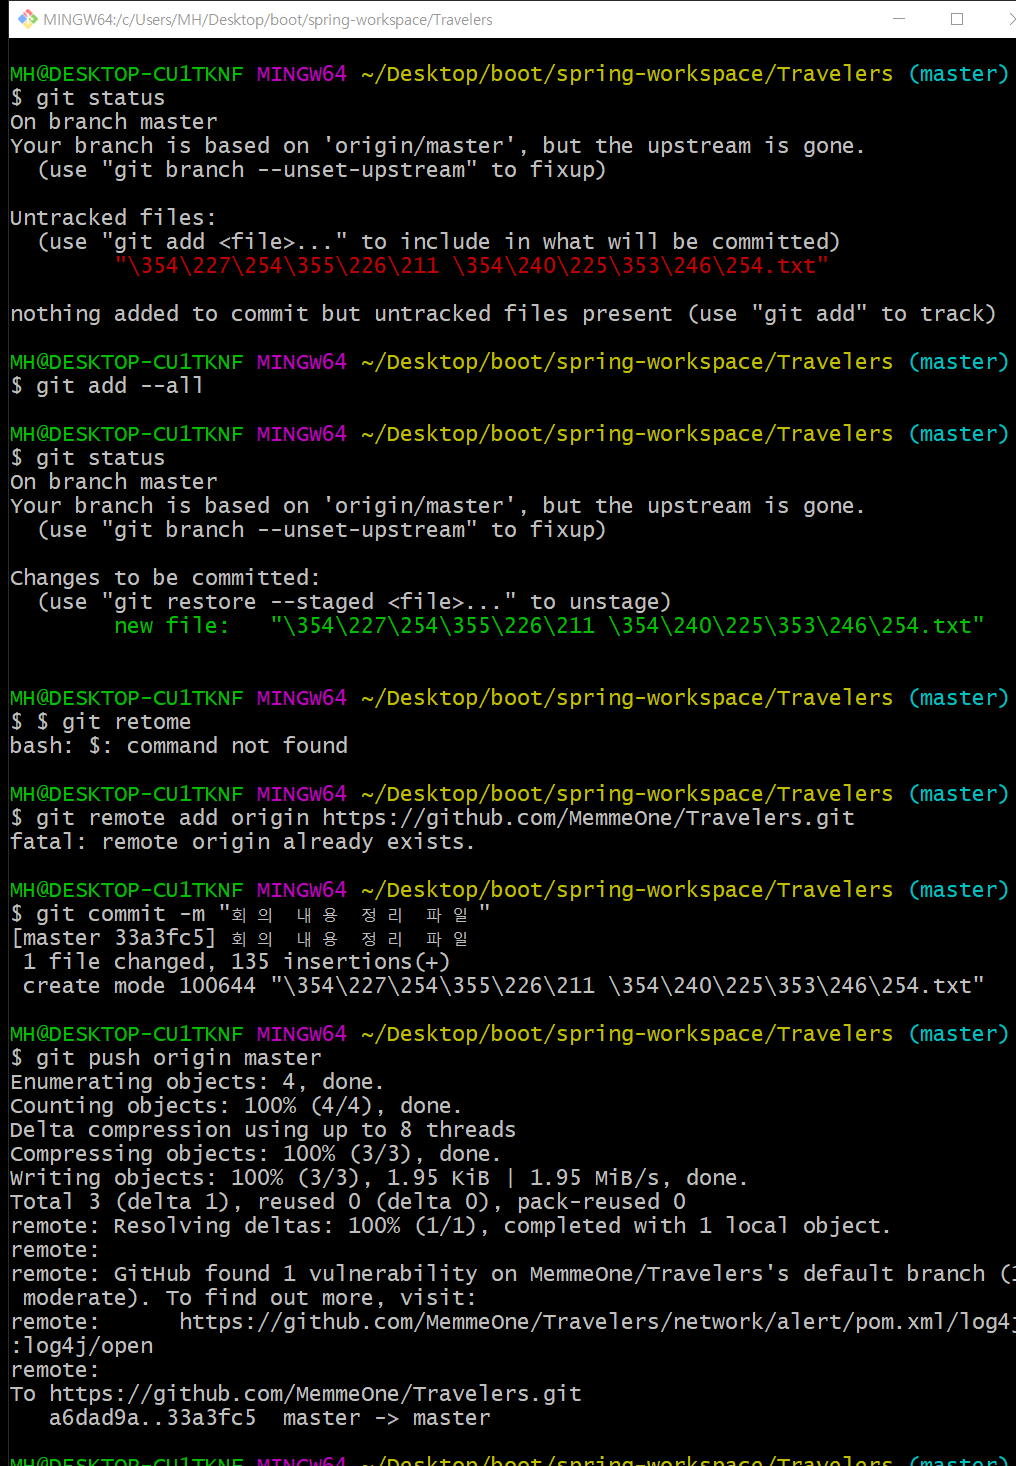 MINGW64:/c/Users/MH/Desktop/boot/spring-workspace/Travelers
MH@DESKTOP-CU1TKNF MINGW64 ~/Desktop/boot/spring-workspace/Travelers (master)
$ git status
On branch master
Your branch is based on 'origin/master', but the upstream is gone.
  (use "git branch --unset-upstream" to fixup)
Untracked files:
  (use "git add <file>..." to include in what will be committed)
        "\354\227\254\355\226\211 \354\240\225\353\246\254.txt"
nothing added to commit but untracked files present (use "git add" to track)
MH@DESKTOP-CU1TKNF MINGW64 ~/Desktop/boot/spring-workspace/Travelers (master)
$ git add --all
MH@DESKTOP-CU1TKNF MINGW64 ~/Desktop/boot/spring-workspace/Travelers (master)
$ git status
On branch master
Your branch is based on 'origin/master', but the upstream is gone.
  (use "git branch --unset-upstream" to fixup)
Changes to be committed:
  (use "git restore --staged <file>..." to unstage)
        new file:   "\354\227\254\355\226\211 \354\240\225\353\246\254.txt"
MH@DESKTOP-CU1TKNF MINGW64 ~/Desktop/boot/spring-workspace/Travelers (master)
$ $ git retome
bash: $: command not found
MH@DESKTOP-CU1TKNF MINGW64 ~/Desktop/boot/spring-workspace/Travelers (master)
$ git remote add origin https://github.com/MemmeOne/Travelers.git
fatal: remote origin already exists.
MH@DESKTOP-CU1TKNF MINGW64 ~/Desktop/boot/spring-workspace/Travelers (master)
$ git commit -m "회의 내용 정리 파일"
[master 33a3fc5] 회의 내용 정리 파일
 1 file changed, 135 insertions(+)
 create mode 100644 "\354\227\254\355\226\211 \354\240\225\353\246\254.txt"
MH@DESKTOP-CU1TKNF MINGW64 ~/Desktop/boot/spring-workspace/Travelers (master)
$ git push origin master
Enumerating objects: 4, done.
Counting objects: 100% (4/4), done.
Delta compression using up to 8 threads
Compressing objects: 100% (3/3), done.
Writing objects: 100% (3/3), 1.95 KiB | 1.95 MiB/s, done.
Total 3 (delta 1), reused 0 (delta 0), pack-reused 0
remote: Resolving deltas: 100% (1/1), completed with 1 local object.
remote:
remote: GitHub found 1 vulnerability on MemmeOne/Travelers's default branch (1
 moderate). To find out more, visit:
remote:      https://github.com/MemmeOne/Travelers/network/alert/pom.xml/log4j
:log4j/open
remote:
To https://github.com/MemmeOne/Travelers.git
   a6dad9a..33a3fc5  master -> master
MH@DESKTOP-CU1TKNF MINGW64 ~/Desktop/boot/spring-workspace/Travelers (master)